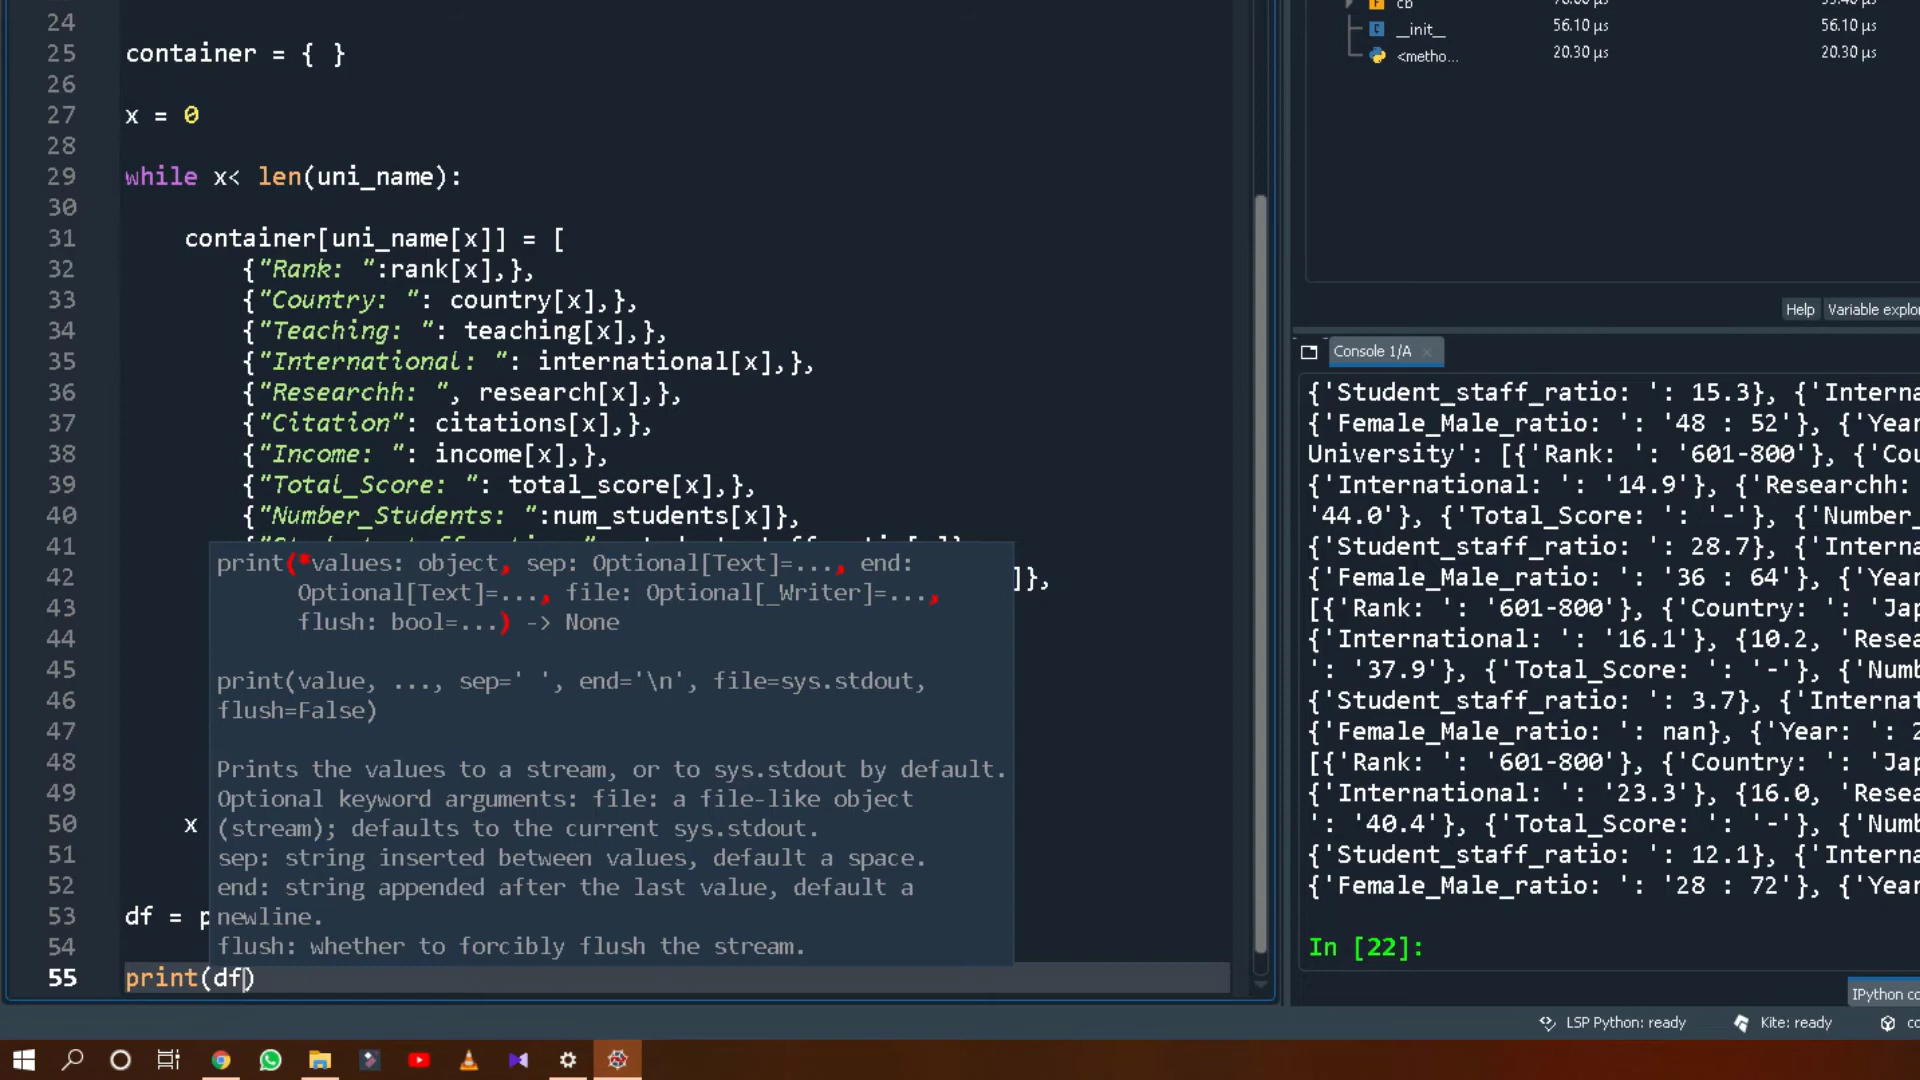 24
25 container = { }
26
27 x = 0
28
29 while x< len(uni_name):
30
31 container[uni_name[x]] = [
32 {"Rank: ":rank[x],},
33 {"Country: ": country[x],},
34 {"Teaching: ": teaching[x],},
35 {"International: ": international[x],},
36 {"Researchh: ", research[x],},
37 {"Citation": citations[x],},
38 {"Income: ": income[x],},
39 {"Total_Score: ": total_score[x],},
40 {"Number_Students: ":num_students[x]},
41
42 ]},
43
44
45
46
47
48
49
50 x
51
52
53 df = p
54
55 print(df)
print(*values: object, sep: Optional[Text]=..., end:
Optional[Text]=..., file: Optional[_Writer]=...,
flush: bool=...) -> None
print(value, ..., sep=' ', end='\n', file=sys.stdout,
flush=False)
Prints the values to a stream, or to sys.stdout by default.
Optional keyword arguments: file: a file-like object
(stream); defaults to the current sys.stdout.
sep: string inserted between values, default a space.
end: string appended after the last value, default a
newline.
flush: whether to forcibly flush the stream.
cb
__init__ 56.10 µs 56.10 µs
<metho... 20.30 µs 20.30 µs
Help Variable explo
Console 1/A
{'Student_staff_ratio: ': 15.3}, {'Interna
{'Female_Male_ratio: ': '48 : 52'}, {'Year
University': [{'Rank: ': '601-800'}, {'Cou
{'International: ': '14.9'}, {'Researchh:
'44.0'}, {'Total_Score: ': '-'}, {'Number_
{'Student_staff_ratio: ': 28.7}, {'Interna
{'Female_Male_ratio: ': '36 : 64'}, {'Year
[{'Rank: ': '601-800'}, {'Country: ': 'Jap
{'International: ': '16.1'}, {10.2, 'Resea
': '37.9'}, {'Total_Score: ': '-'}, {'Numb
{'Student_staff_ratio: ': 3.7}, {'Internat
{'Female_Male_ratio: ': nan}, {'Year: ': 2
[{'Rank: ': '601-800'}, {'Country: ': 'Jap
{'International: ': '23.3'}, {16.0, 'Resea
': '40.4'}, {'Total_Score: ': '-'}, {'Numb
{'Student_staff_ratio: ': 12.1}, {'Interna
{'Female_Male_ratio: ': '28 : 72'}, {'Year
In [22]:
IPython co
LSP Python: ready Kite: ready co